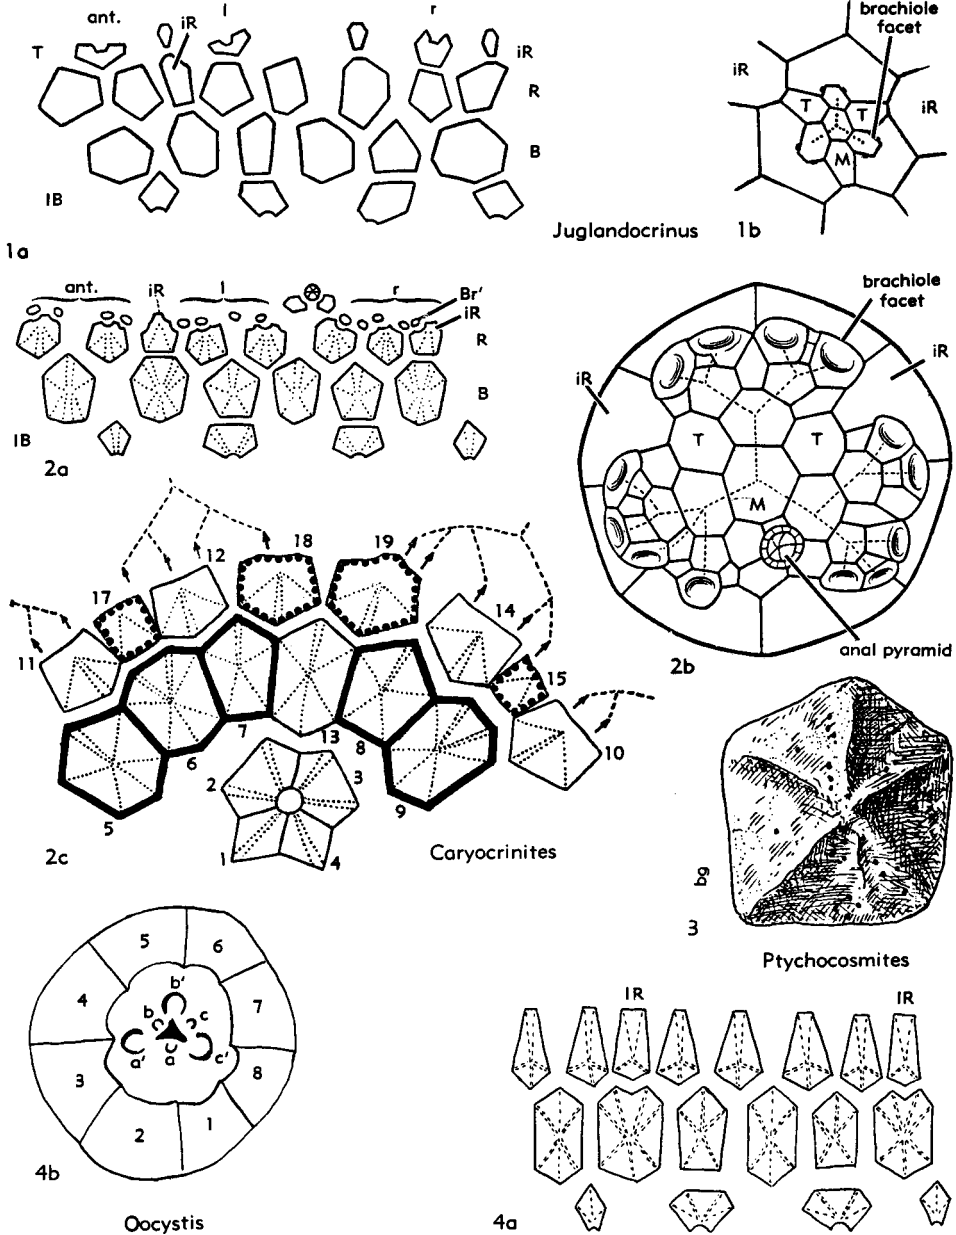 ant. iR l r
T iR
R
B
IB
1a
brachiole
facet
iR
T T
iR
M
Juglandocrinus 1b
ant. iR l r Br'
iR
R
B
IB
2a
brachiole
facet
iR iR
T T
M
anal pyramid
2b
12 18 19
17 14
11 15
7 13 8 10
6
2 3
5 9
1 4
2c Caryocrinites
bg
3
Ptychocosmites
5 6
b'
4 b c 7
a' a c'
3 8
2 1
4b
Oocystis
IR IR
4a